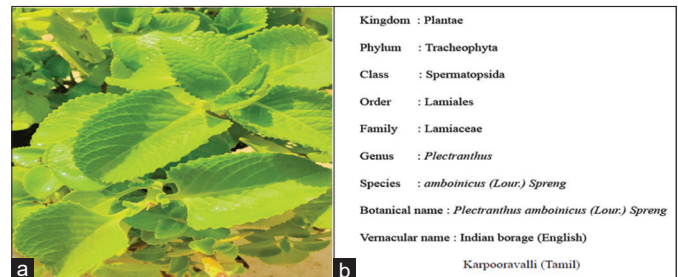 Kingdom : Plantae
Phylum : Tracheophyta
Class : Spermatopsida
Order : Lamiales
Family : Lamiaceae
Genus : Plectranthus
Species : amboinicus (Lour.) Spreng
Botanical name : Plectranthus amboinicus (Lour.) Spreng
Vernacular name : Indian borage (English)
Karpooravalli (Tamil)
a
b